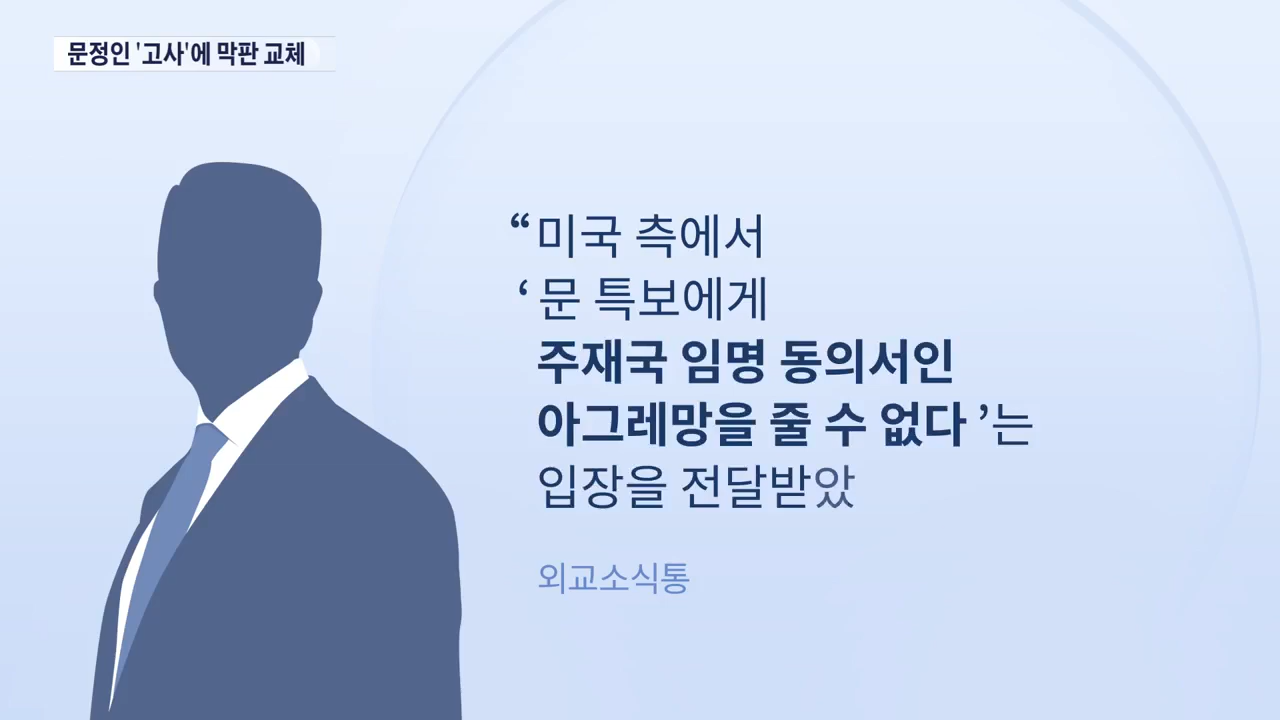 문정인 '고사'에 막판 교체
“미국 측에서
‘문 특보에게
주재국 임명 동의서인
아그레망을 줄 수 없다’는
입장을 전달받았
외교소식통